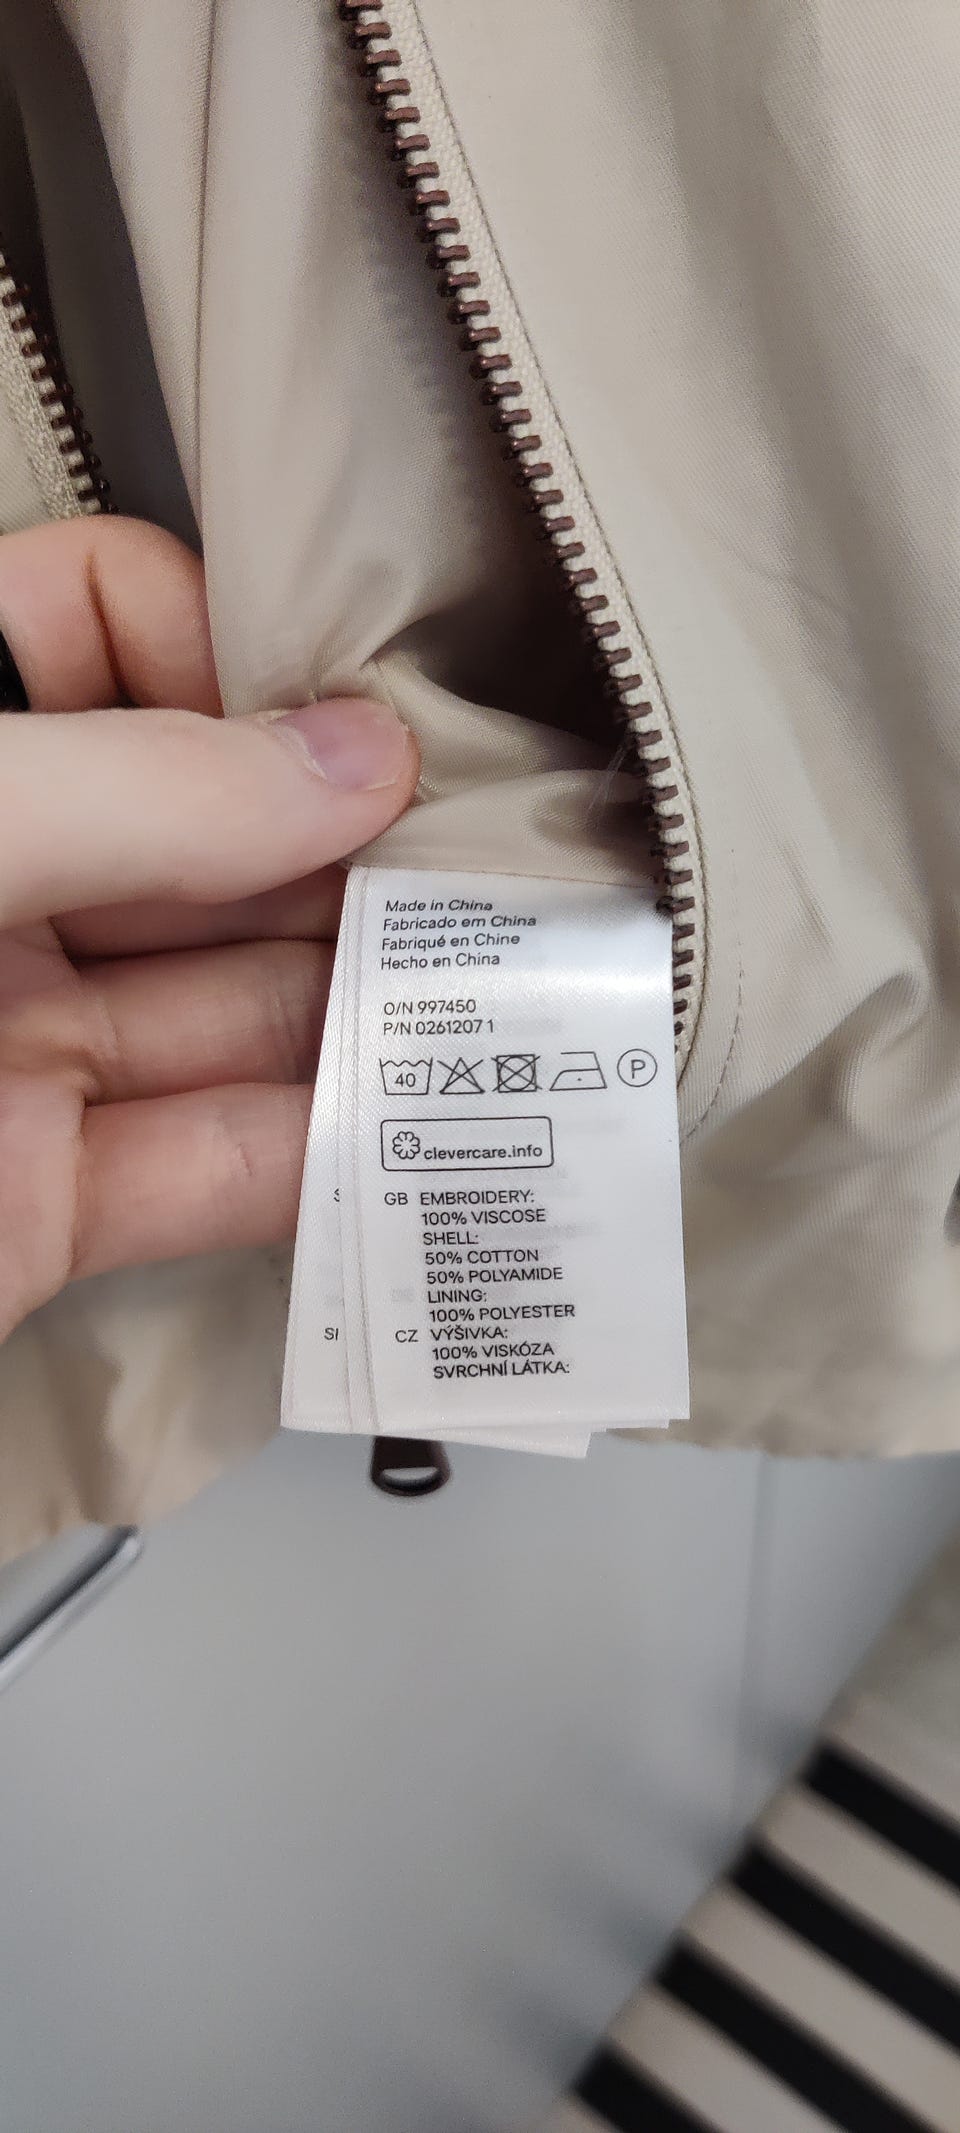 Made in China
Fabricado em China
Fabriqué en Chine
Hecho en China
O/N 997450
P/N 02612071
40 P
clevercare.info
GB EMBROIDERY:
100% VISCOSE
SHELL:
50% COTTON
50% POLYAMIDE
LINING:
100% POLYESTER
CZ VÝŠIVKA:
100% VISKÓZA
SVRCHNÍ LÁTKA:
SI